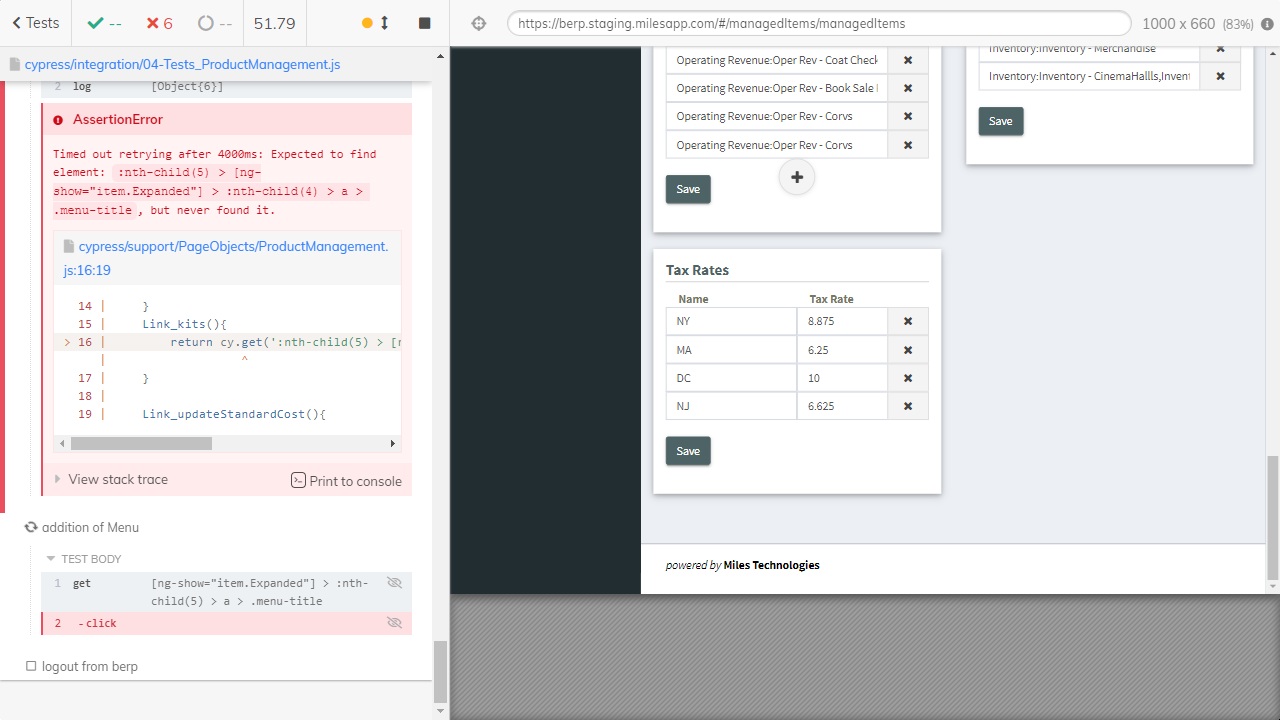 Tests
--
6
--
51.79
https://berp.staging.milesapp.com/#/managedItems/managedItems
1000 x 660 (83%)
cypress/integration/04-Tests_ProductManagement.js
2 log [Object{6}]
AssertionError
Timed out retrying after 4000ms: Expected to find
element: :nth-child(5) > [ng-
show="item.Expanded"] > :nth-child(4) > a >
.menu-title, but never found it.
cypress/support/PageObjects/ProductManagement.
js:16:19
14 | }
15 | Link_kits(){
> 16 | return cy.get(':nth-child(5) > [n
| ^
17 | }
18 |
19 | Link_updateStandardCost(){
View stack trace
Print to console
addition of Menu
TEST BODY
1 get [ng-show="item.Expanded"] > :nth-
child(5) > a > .menu-title
2 -click
logout from berp
Operating Revenue:Oper Rev - Coat Check
Operating Revenue:Oper Rev - Book Sale
Operating Revenue:Oper Rev - Corvs
Operating Revenue:Oper Rev - Corvs
Save
Inventory:Inventory - Merchandise
Inventory:Inventory - CinemaHallls,Invent
Save
Tax Rates
Name Tax Rate
NY 8.875
MA 6.25
DC 10
NJ 6.625
Save
powered by Miles Technologies